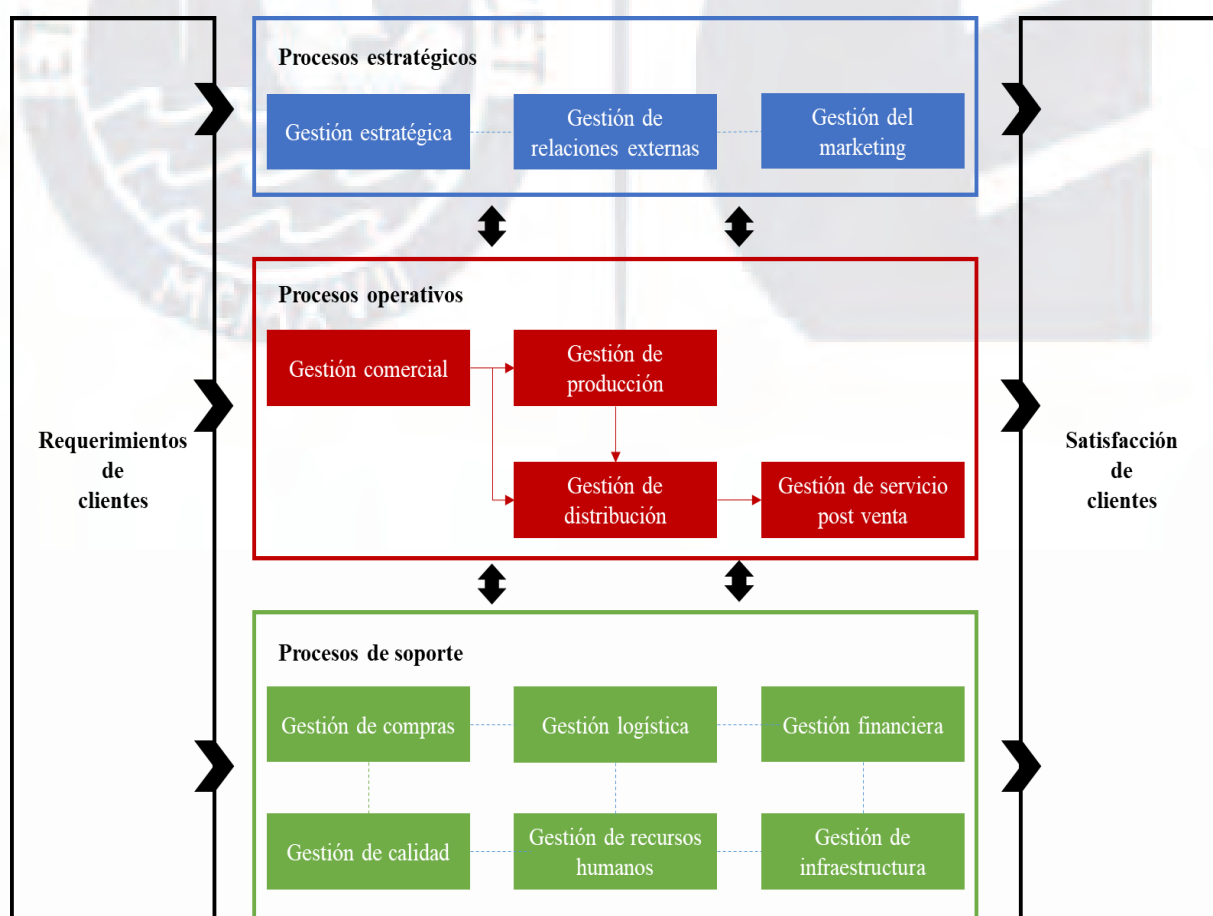 Procesos estratégicos
Gestión estratégica
Gestión de
relaciones externas
Gestión del
marketing
Procesos operativos
Gestión comercial
Gestión de
producción
Gestión de
distribución
Gestión de servicio
post venta
Requerimientos
de
clientes
Satisfacción
de
clientes
Procesos de soporte
Gestión de compras
Gestión logística
Gestión financiera
Gestión de calidad
Gestión de recursos
humanos
Gestión de
infraestructura